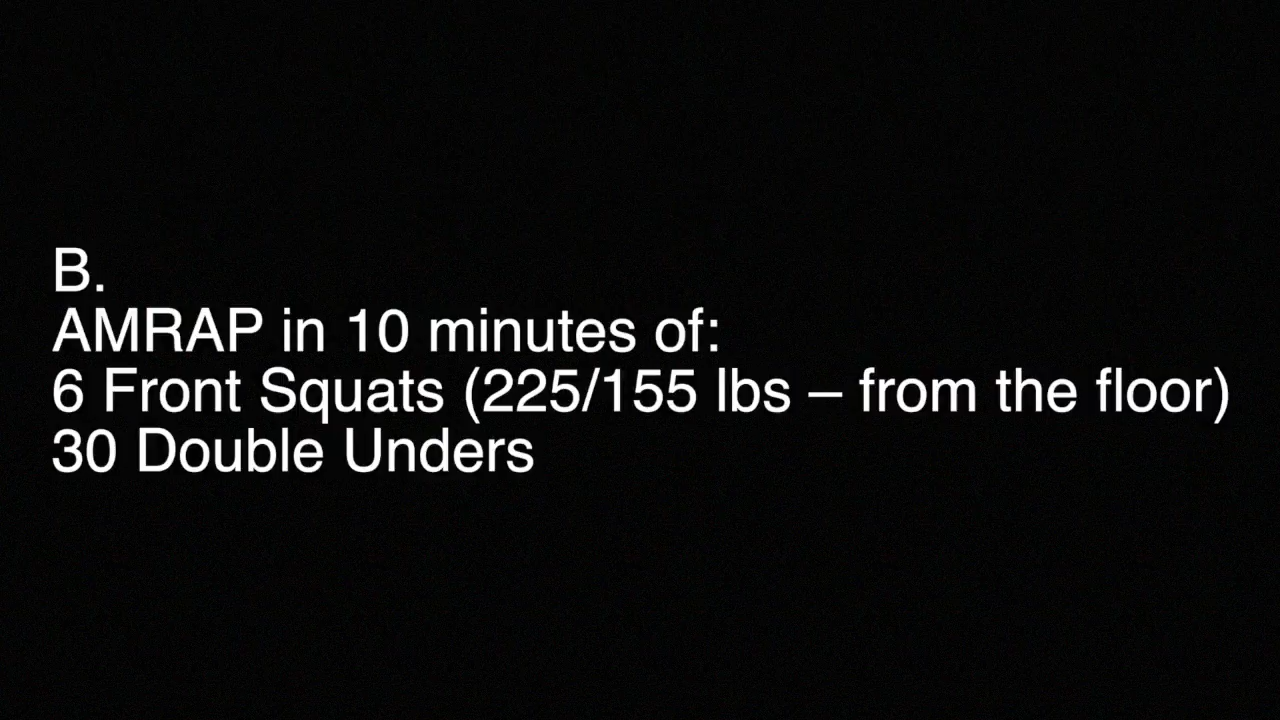 B.
AMRAP in 10 minutes of:
6 Front Squats (225/155 lbs – from the floor)
30 Double Unders